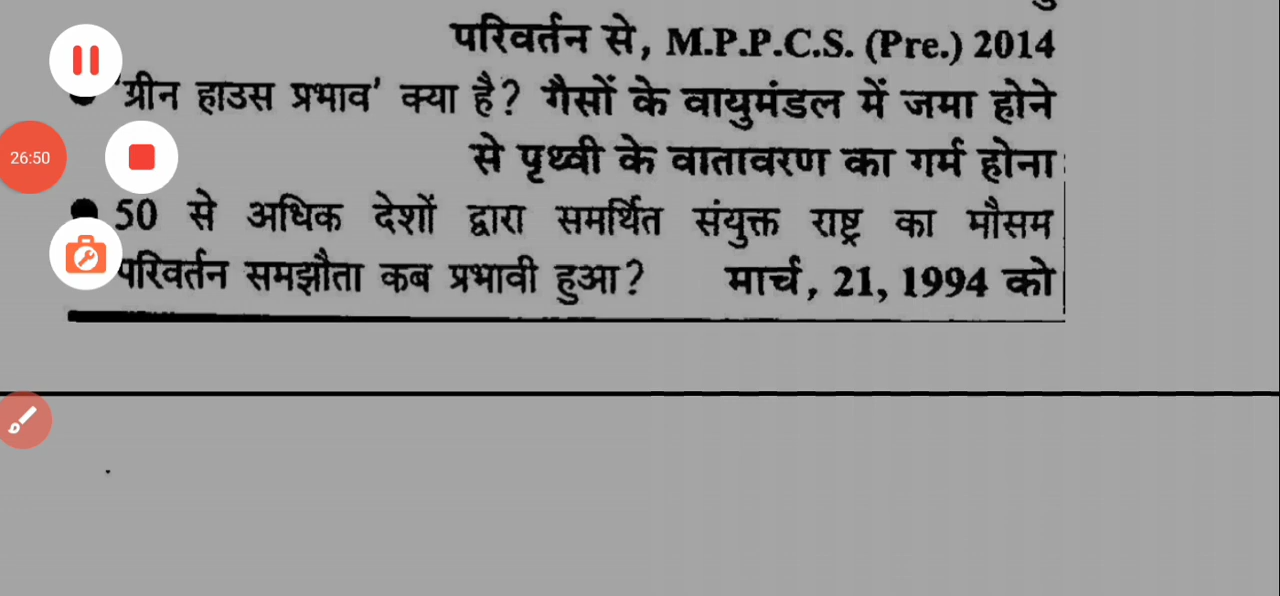 परिवर्तन से, M.P.P.C.S. (Pre.) 2014
'ग्रीन हाउस प्रभाव' क्या है? गैसों के वायुमंडल में जमा होने
26:50
से पृथ्वी के वातावरण का गर्म होना
50 से अधिक देशों द्वारा समर्थित संयुक्त राष्ट्र का मौसम
परिवर्तन समझौता कब प्रभावी हुआ? मार्च, 21, 1994 को